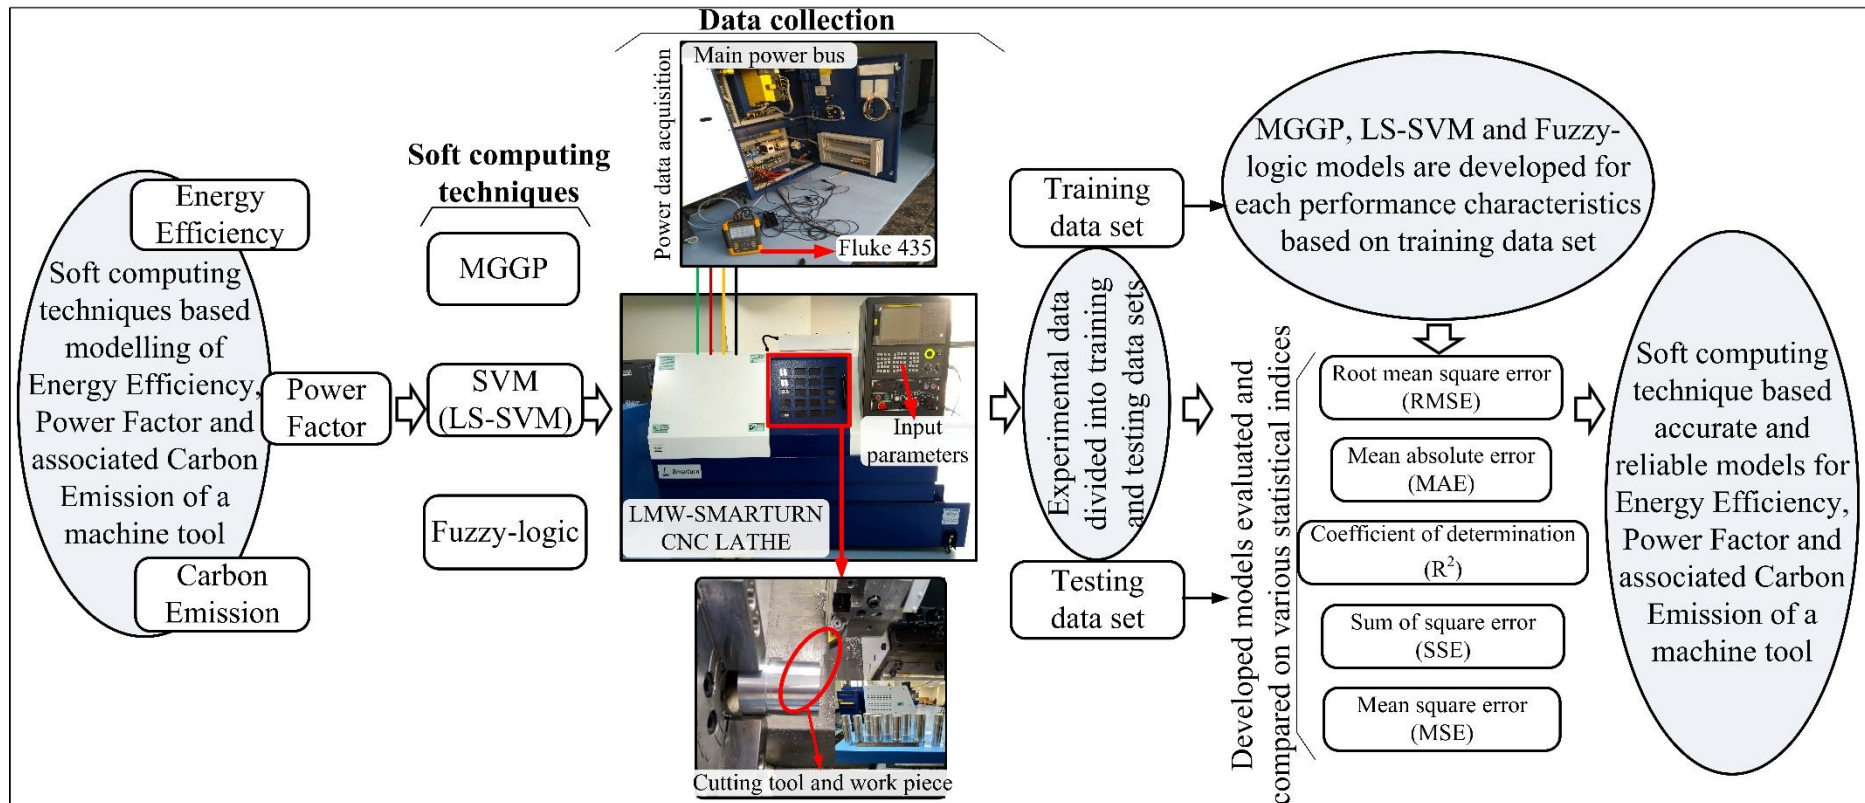 Energy
Efficiency
Soft computing
techniques based
modelling of
Energy Efficiency,
Power Factor and
associated Carbon
Emission of a
machine tool
Power
Factor
Carbon
Emission
Soft computing
techniques
MGGP
SVM
(LS-SVM)
Fuzzy-logic
Data collection
Power data acquisition
Main power bus
Fluke 435
Input
parameters
Smarturn
LMW-SMARTURN
CNC LATHE
Cutting tool and work piece
Training
data set
Experimental data
divided into training
and testing data sets
Testing
data set
MGGP, LS-SVM and Fuzzy-
logic models are developed for
each performance characteristics
based on training data set
Developed models evaluated and
compared on various statistical indices
Root mean square error
(RMSE)
Mean absolute error
(MAE)
Coefficient of determination
(R²)
Sum of square error
(SSE)
Mean square error
(MSE)
Soft computing
technique based
accurate and
reliable models for
Energy Efficiency,
Power Factor and
associated Carbon
Emission of a
machine tool